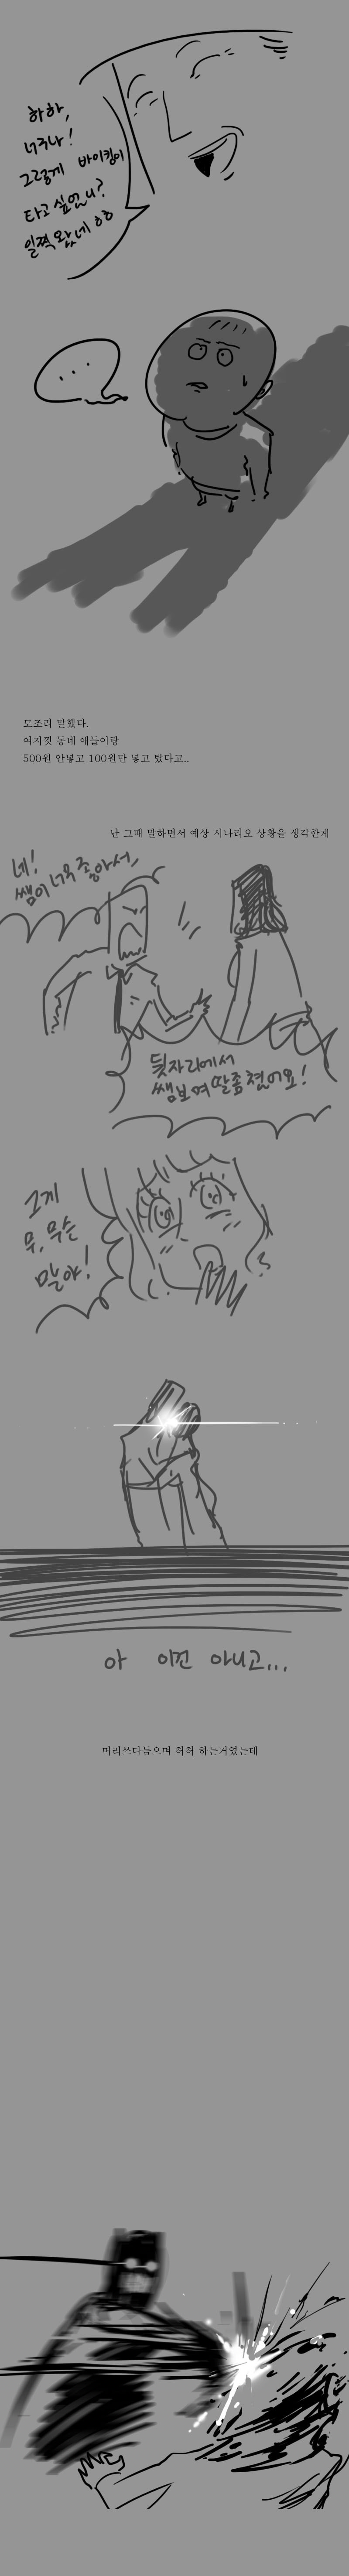 하하,
너구나!
그렇게 바이킹이
타고 싶었니?
일찍 왔네 ㅎㅎ
...
모조리 말했다.
여지껏 동네 애들이랑
500원 안넣고 100원만 넣고 탔다고..
난 그때 말하면서 예상 시나리오 상황을 생각한게
네!
쌤이 너무 좋아서,
뒷자리에서
쌤보며 딸좀쳤어요!
그게
무, 무슨
말야!
아 이건 아니고...
머리쓰다듬으며 허허 하는거였는데